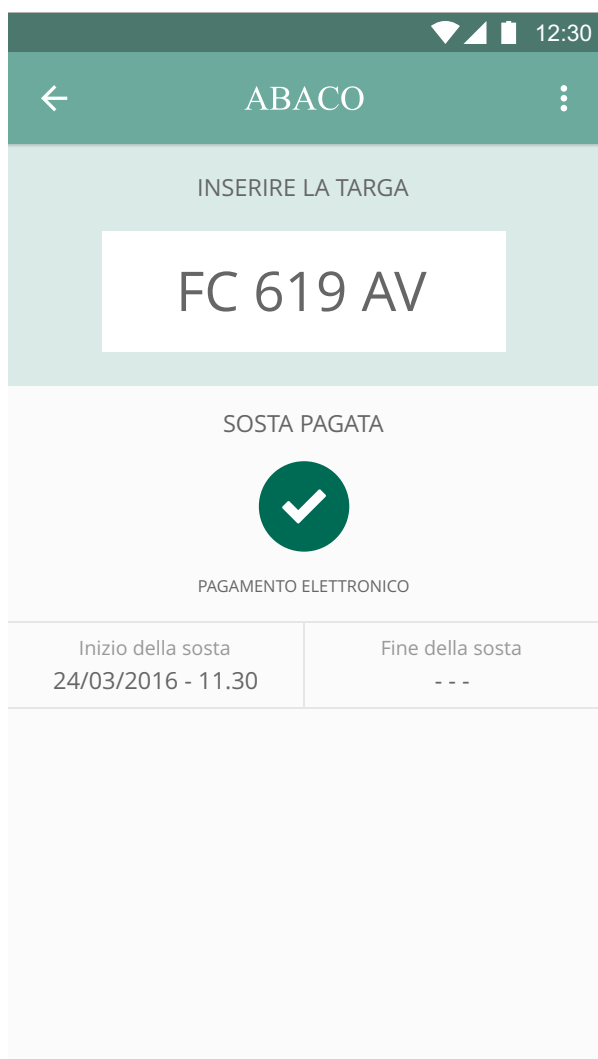 12:30
ABACO
INSERIRE LA TARGA
FC 619 AV
SOSTA PAGATA
PAGAMENTO ELETTRONICO
Inizio della sosta
24/03/2016 - 11.30
Fine della sosta
- - -